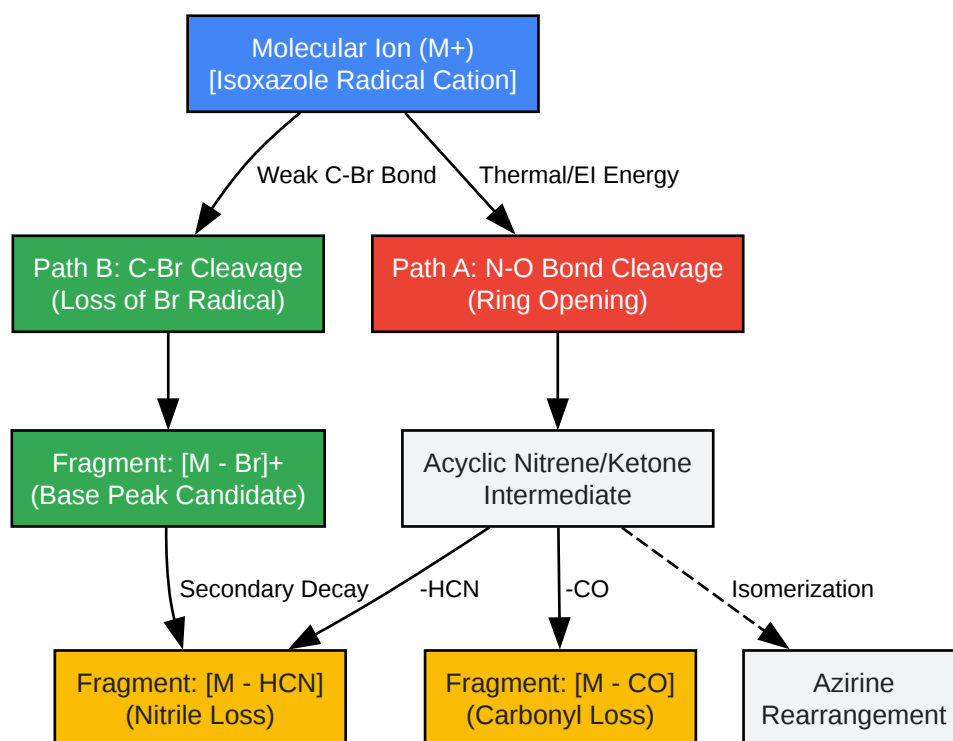 Molecular Ion (M+)
[Isoxazole Radical Cation]
Weak C-Br Bond
Thermal/EI Energy
Path B: C-Br Cleavage
(Loss of Br Radical)
Path A: N-O Bond Cleavage
(Ring Opening)
Fragment: [M - Br]+
(Base Peak Candidate)
Acyclic Nitrene/Ketone
Intermediate
Secondary Decay
-HCN
-CO
Isomerization
Fragment: [M - HCN]
(Nitrile Loss)
Fragment: [M - CO]
(Carbonyl Loss)
Azirine
Rearrangement